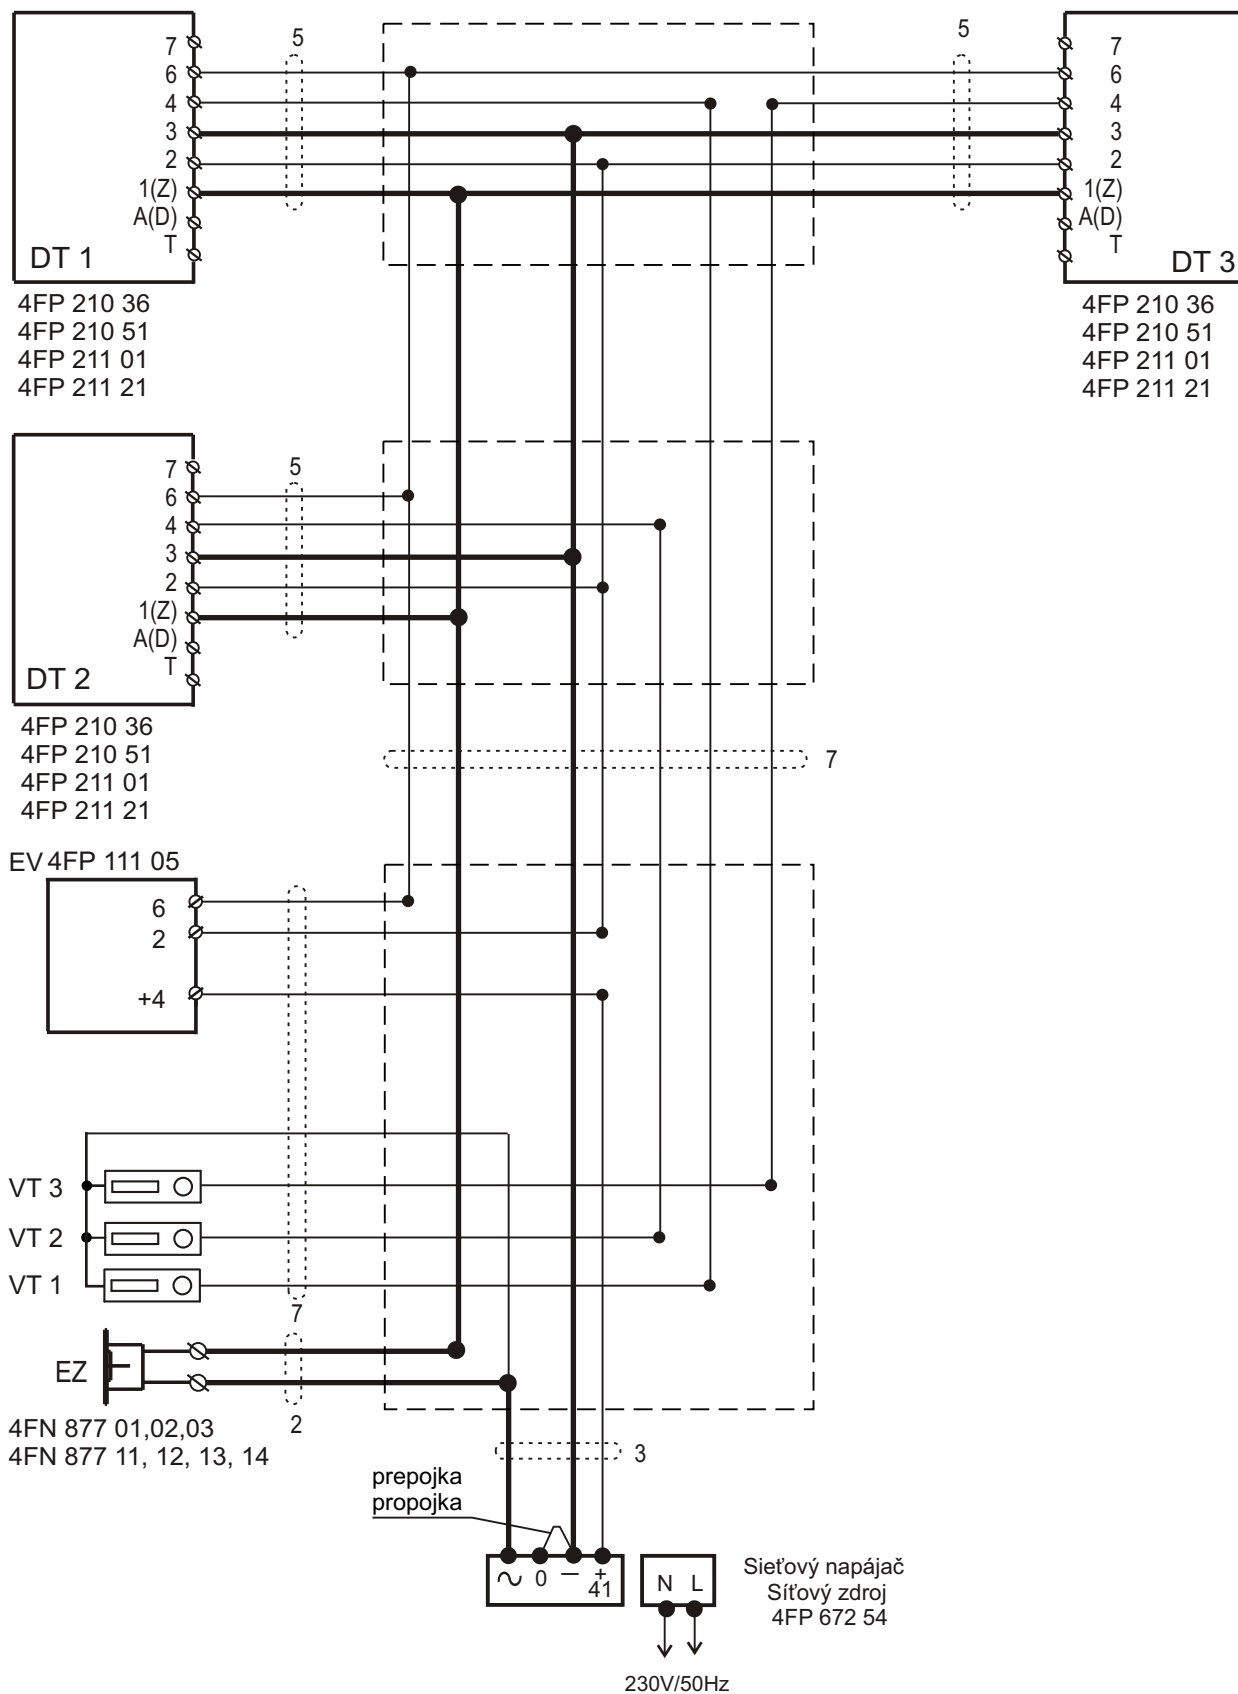 7
6
4
3
2
1(Z)
A(D)
T
DT 1
5
5
7
6
4
3
2
1(Z)
A(D)
T
DT 3
4FP 210 36
4FP 210 51
4FP 211 01
4FP 211 21
4FP 210 36
4FP 210 51
4FP 211 01
4FP 211 21
7
6
4
3
2
1(Z)
A(D)
T
DT 2
5
4FP 210 36
4FP 210 51
4FP 211 01
4FP 211 21
7
EV 4FP 111 05
6
2
+4
VT 3
VT 2
VT 1
7
EZ
2
4FN 877 01,02,03
4FN 877 11, 12, 13, 14
3
prepojka
propojka
~ 0 — +
41
N L
Sieťový napájač
Síťový zdroj
4FP 672 54
230V/50Hz